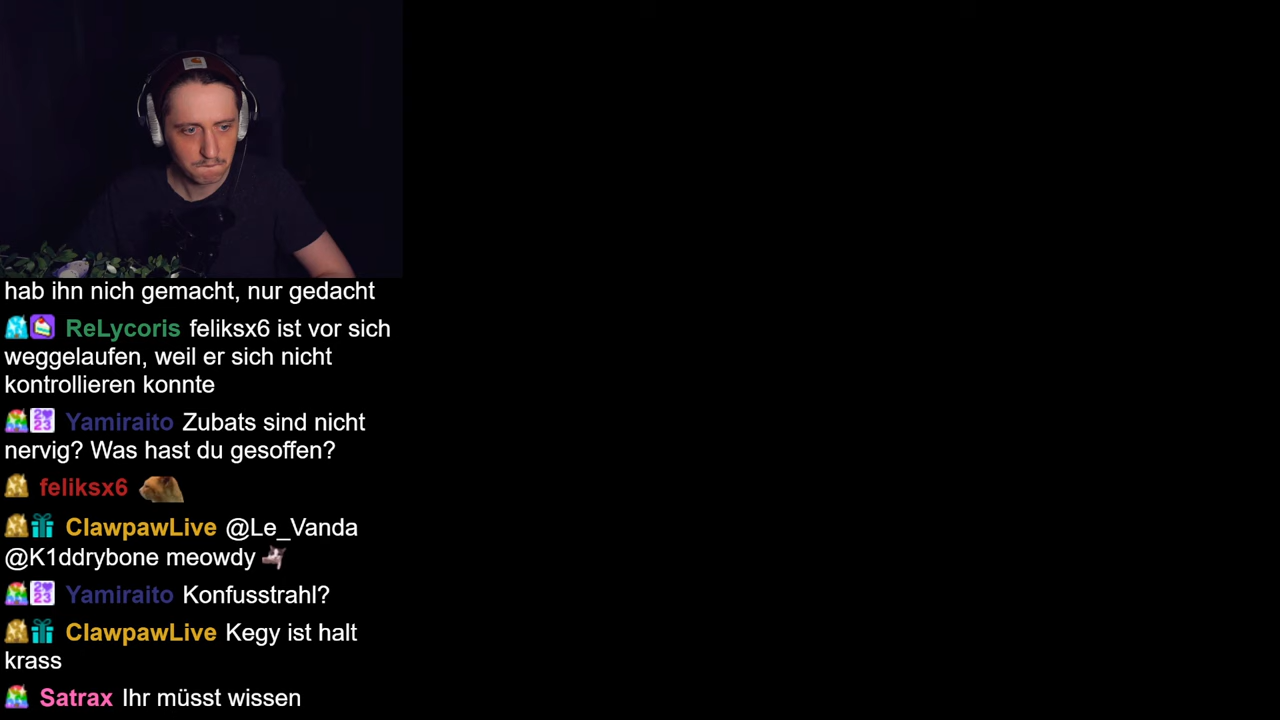 hab ihn nich gemacht, nur gedacht
ReLycoris feliksx6 ist vor sich
weggelaufen, weil er sich nicht
kontrollieren konnte
Yamiraito Zubats sind nicht
nervig? Was hast du gesoffen?
feliksx6
ClawpawLive @Le_Vanda
@K1ddrybone meowdy
Yamiraito Konfusstrahl?
ClawpawLive Kegy ist halt
krass
Satrax Ihr müsst wissen